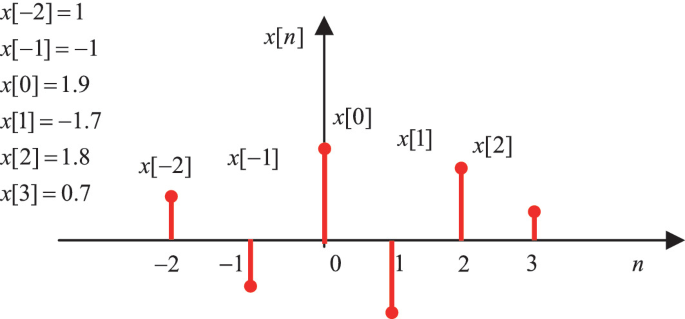 x[−2]=1
x[−1]=−1
x[0]=1.9
x[1]=−1.7
x[2]=1.8
x[3]=0.7
x[n]
x[0]
x[−2]
x[−1]
x[1]
x[2]
−2 −1 0 1 2 3 n